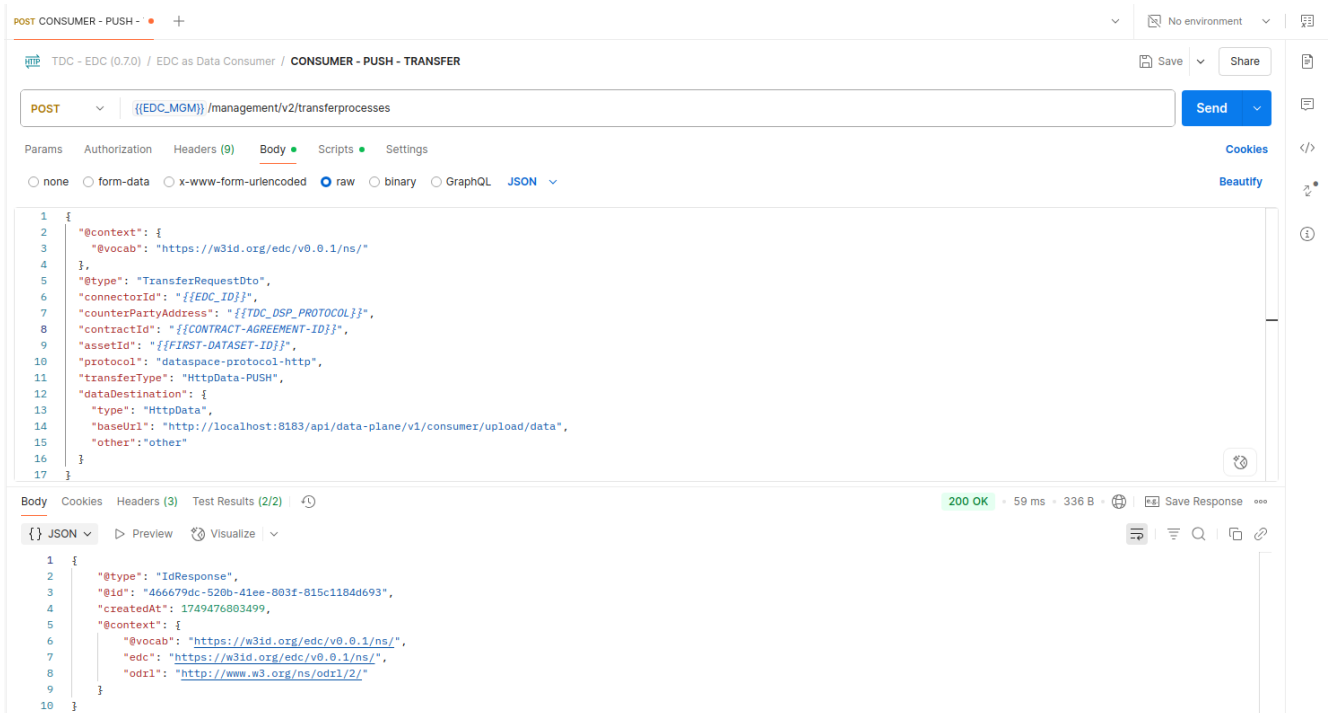 POST CONSUMER - PUSH -
No environment
HTTP TDC - EDC (0.7.0) / EDC as Data Consumer / CONSUMER - PUSH - TRANSFER
Save Share
POST {{EDC_MGM}} /management/v2/transferprocesses Send
Params Authorization Headers (9) Body Scripts Settings Cookies
none form-data x-www-form-urlencoded raw binary GraphQL JSON Beautify
1 {
2 "@context": {
3 "@vocab": "https://w3id.org/edc/v0.0.1/ns/"
4 },
5 "@type": "TransferRequestDto",
6 "connectorId": "{{EDC_ID}}",
7 "counterPartyAddress": "{{TDC_DSP_PROTOCOL}}",
8 "contractId": "{{CONTRACT-AGREEMENT-ID}}",
9 "assetId": "{{FIRST-DATASET-ID}}",
10 "protocol": "dataspace-protocol-http",
11 "transferType": "HttpData-PUSH",
12 "dataDestination": {
13 "type": "HttpData",
14 "baseUrl": "http://localhost:8183/api/data-plane/v1/consumer/upload/data",
15 "other":"other"
16 }
17 }
Body Cookies Headers (3) Test Results (2/2) 200 OK 59 ms 336 B e.g. Save Response
{} JSON Preview Visualize
1 {
2 "@type": "IdResponse",
3 "@id": "466679dc-520b-41ee-803f-815c1184d693",
4 "createdAt": 1749476803499,
5 "@context": {
6 "@vocab": "https://w3id.org/edc/v0.0.1/ns/",
7 "edc": "https://w3id.org/edc/v0.0.1/ns/",
8 "odrl": "http://www.w3.org/ns/odrl/2/"
9 }
10 }